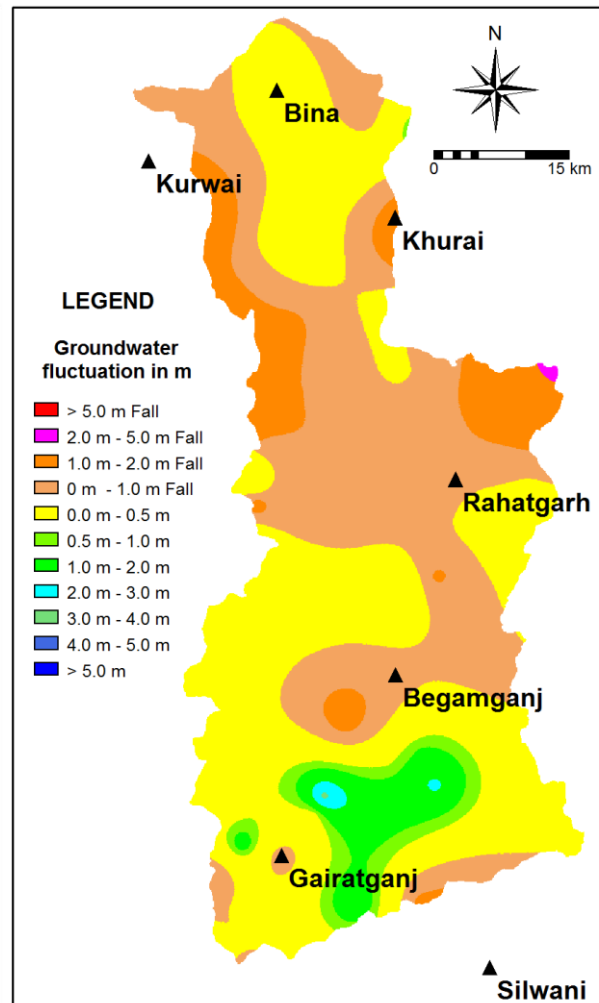 N
0 15 km
Bina
Kurwai
Khurai
LEGEND
Groundwater
fluctuation in m
> 5.0 m Fall
2.0 m - 5.0 m Fall
1.0 m - 2.0 m Fall
0 m - 1.0 m Fall
0.0 m - 0.5 m
0.5 m - 1.0 m
1.0 m - 2.0 m
2.0 m - 3.0 m
3.0 m - 4.0 m
4.0 m - 5.0 m
> 5.0 m
Rahatgarh
Begamganj
Gairatganj
Silwani